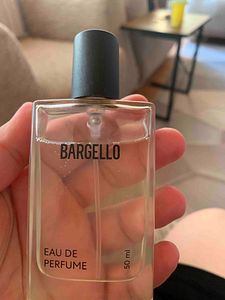 BARGELLO
EAU DE
PERFUME
50 ml